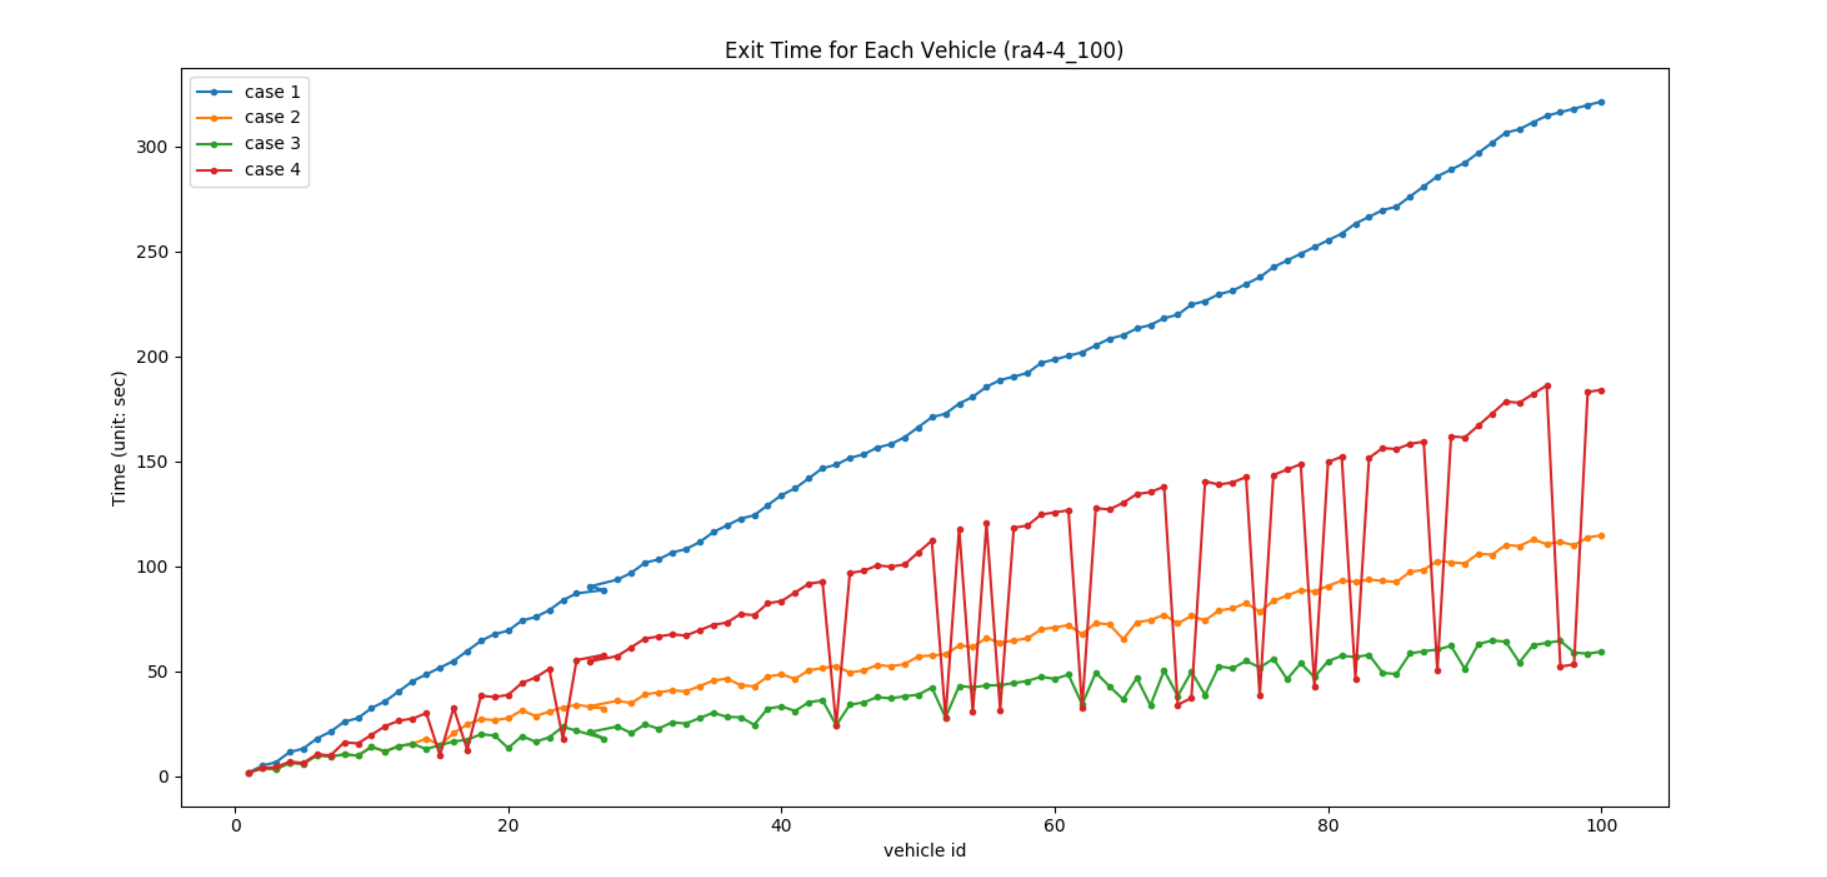 Exit Time for Each Vehicle (ra4-4_100)
case 1
case 2
case 3
case 4
300
250
200
150
100
50
0
Time (unit: sec)
0 20 40 60 80 100
vehicle id